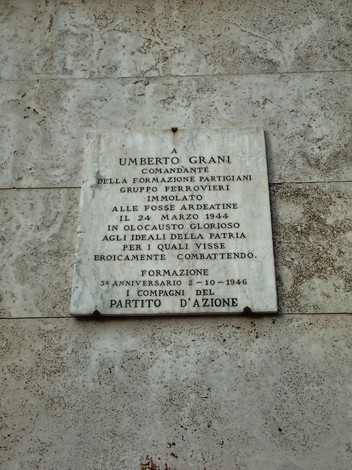 A
UMBERTO GRANI
COMANDANTE
DELLA FORMAZIONE PARTIGIANI
GRUPPO FERROVIERI
IMMOLATO
ALLE FOSSE ARDEATINE
IL 24 MARZO 1944
IN OLOCAUSTO GLORIOSO
AGLI IDEALI DELLA PATRIA
PER I QUALI VISSE
EROICAMENTE COMBATTENDO.
FORMAZIONE
3º ANNIVERSARIO 2-10-1946
I COMPAGNI DEL
PARTITO D'AZIONE